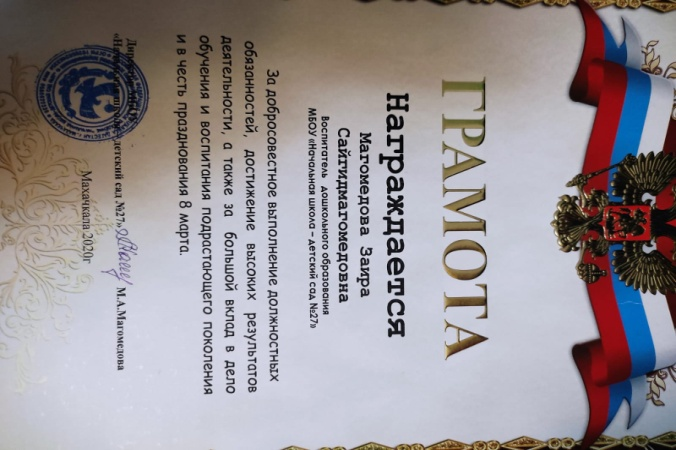 ГРАМОТА
Награждается
Магомедова Заира
Сайгидмагомедовна
Воспитатель дошкольного образования
МБОУ «Начальная школа – детский сад №27»
За добросовестное выполнение должностных
обязанностей, достижение высоких результатов
деятельности, а также за большой вклад в дело
обучения и воспитания подрастающего поколения
и в честь празднования 8 марта.
детский сад №27» М.А.Магомедова
Махачкала 2020г